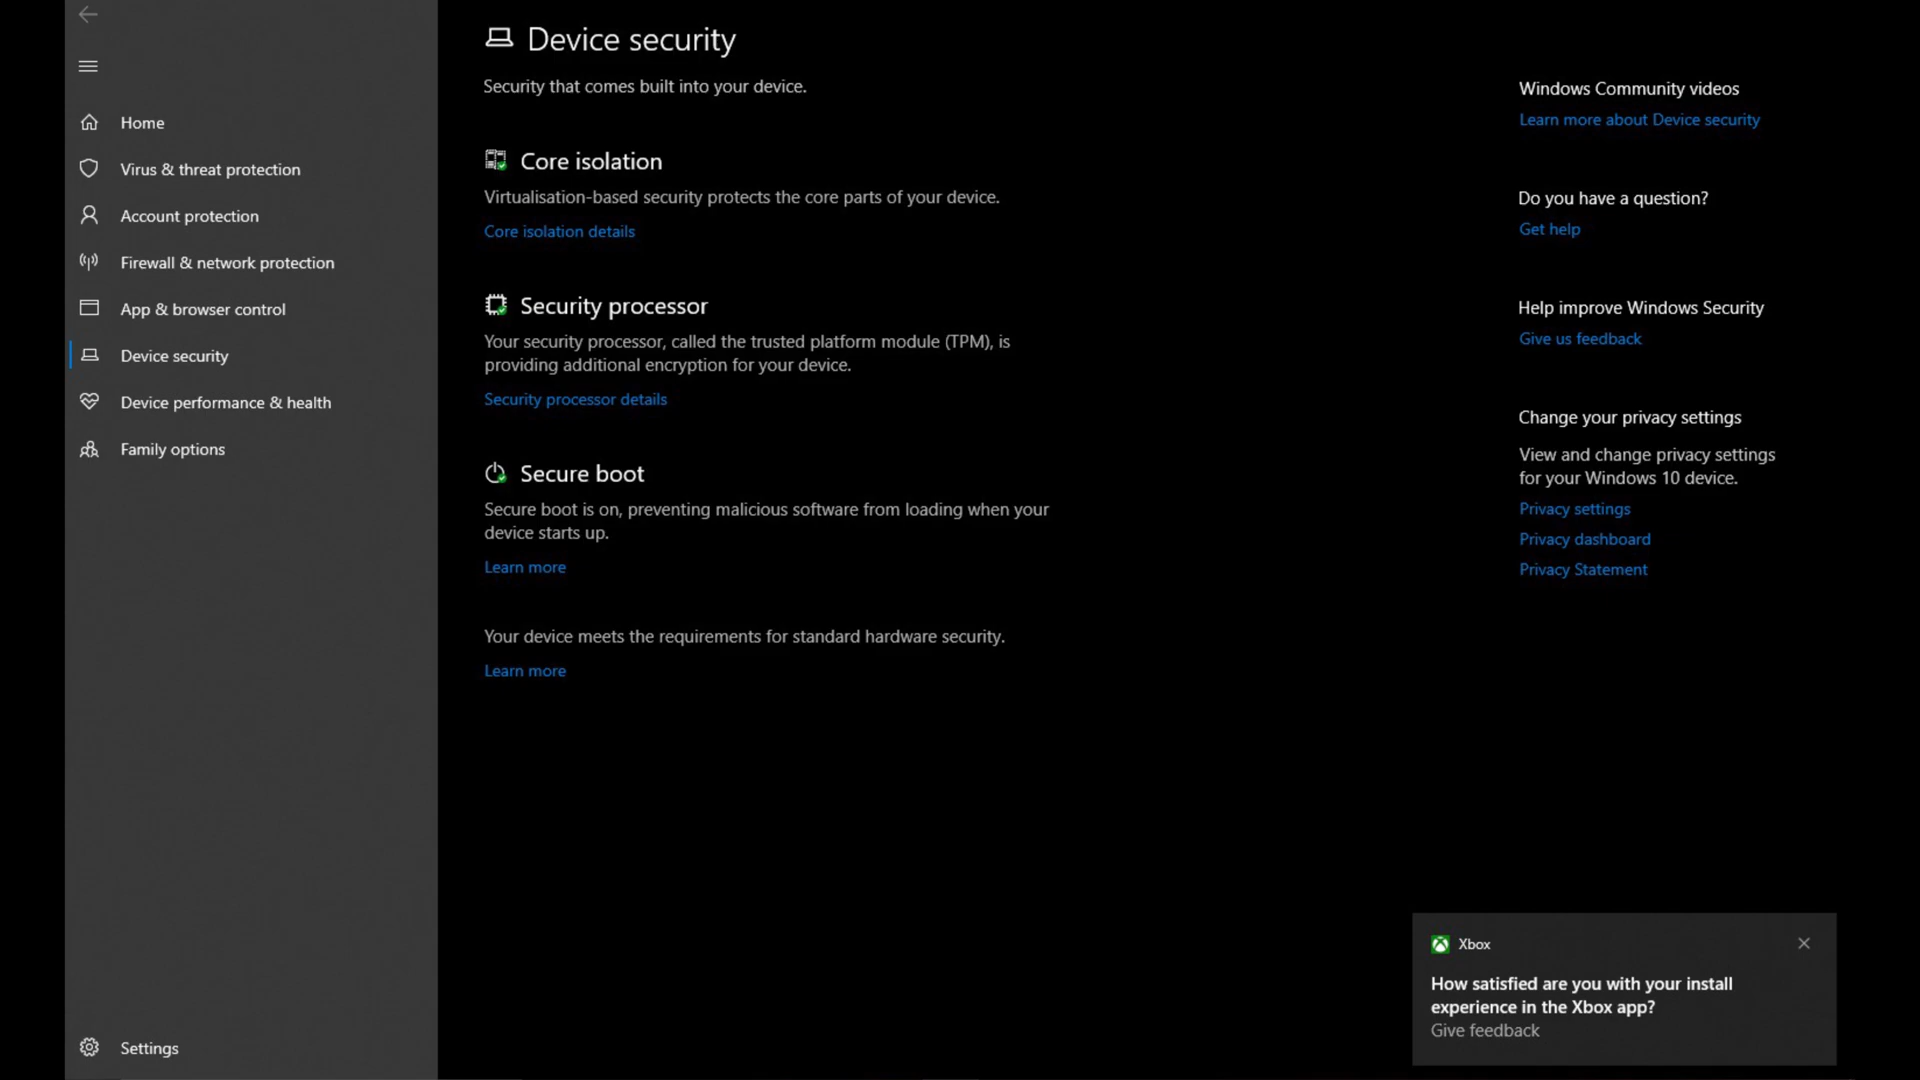 Home
Virus & threat protection
Account protection
Firewall & network protection
App & browser control
Device security
Device performance & health
Family options
Settings
Device security
Security that comes built into your device.
Core isolation
Virtualisation-based security protects the core parts of your device.
Core isolation details
Security processor
Your security processor, called the trusted platform module (TPM), is
providing additional encryption for your device.
Security processor details
Secure boot
Secure boot is on, preventing malicious software from loading when your
device starts up.
Learn more
Your device meets the requirements for standard hardware security.
Learn more
Windows Community videos
Learn more about Device security
Do you have a question?
Get help
Help improve Windows Security
Give us feedback
Change your privacy settings
View and change privacy settings
for your Windows 10 device.
Privacy settings
Privacy dashboard
Privacy Statement
Xbox
How satisfied are you with your install
experience in the Xbox app?
Give feedback